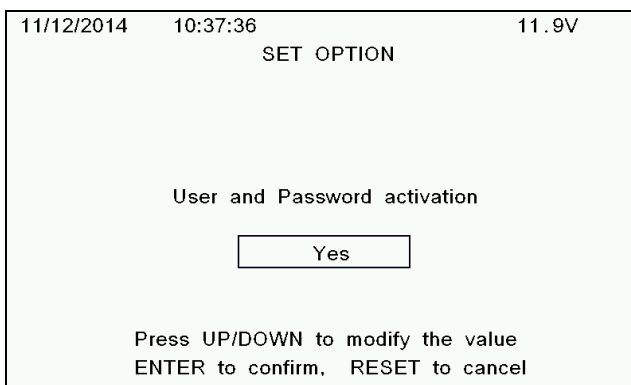 11/12/2014 10:37:36 11.9V
SET OPTION
User and Password activation
Yes
Press UP/DOWN to modify the value
ENTER to confirm, RESET to cancel